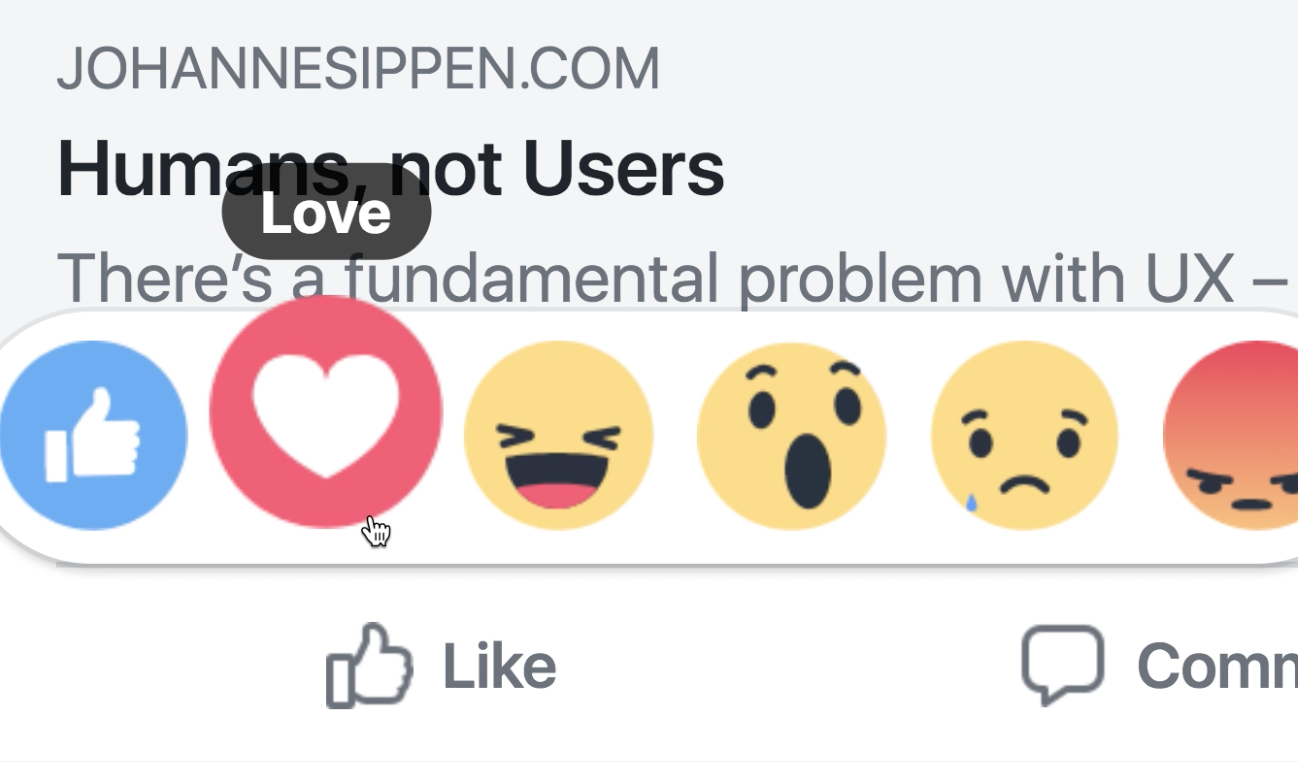 JOHANNESIPPEN.COM
Humans, not Users
Love
There’s a fundamental problem with UX –
Like